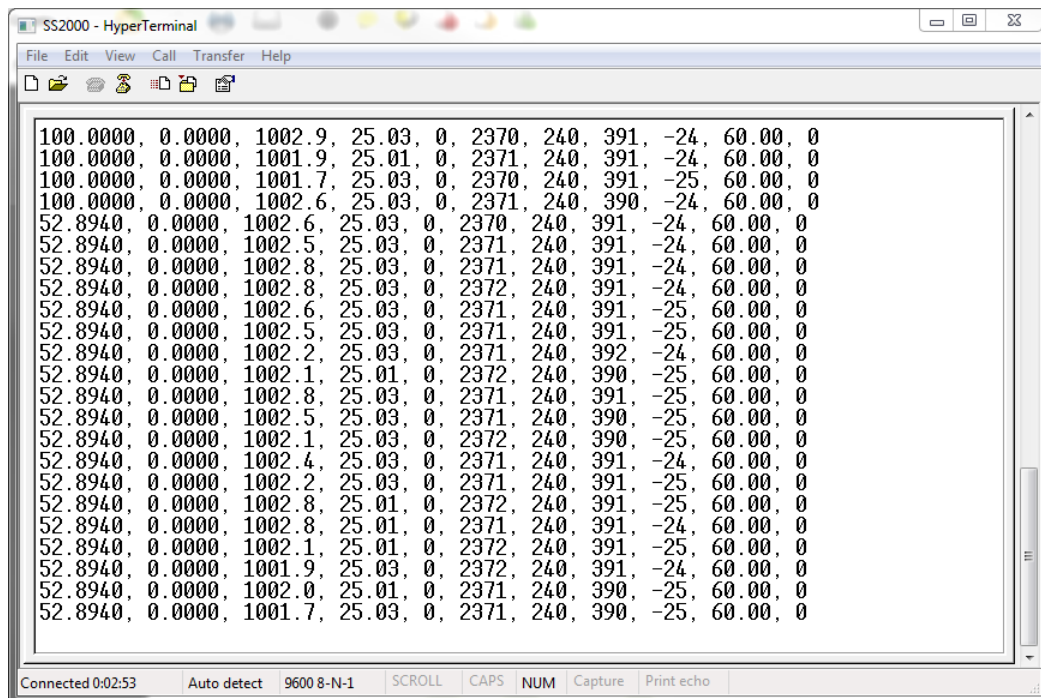 SS2000 - HyperTerminal
File Edit View Call Transfer Help
100.0000, 0.0000, 1002.9, 25.03, 0, 2370, 240, 391, -24, 60.00, 0
100.0000, 0.0000, 1001.9, 25.01, 0, 2371, 240, 391, -24, 60.00, 0
100.0000, 0.0000, 1001.7, 25.03, 0, 2370, 240, 391, -25, 60.00, 0
100.0000, 0.0000, 1002.6, 25.03, 0, 2371, 240, 390, -24, 60.00, 0
52.8940, 0.0000, 1002.6, 25.03, 0, 2370, 240, 391, -24, 60.00, 0
52.8940, 0.0000, 1002.5, 25.03, 0, 2371, 240, 391, -24, 60.00, 0
52.8940, 0.0000, 1002.8, 25.03, 0, 2371, 240, 391, -24, 60.00, 0
52.8940, 0.0000, 1002.8, 25.03, 0, 2372, 240, 391, -24, 60.00, 0
52.8940, 0.0000, 1002.6, 25.03, 0, 2371, 240, 391, -25, 60.00, 0
52.8940, 0.0000, 1002.5, 25.03, 0, 2371, 240, 391, -25, 60.00, 0
52.8940, 0.0000, 1002.2, 25.03, 0, 2371, 240, 392, -24, 60.00, 0
52.8940, 0.0000, 1002.1, 25.01, 0, 2372, 240, 390, -25, 60.00, 0
52.8940, 0.0000, 1002.8, 25.03, 0, 2371, 240, 391, -25, 60.00, 0
52.8940, 0.0000, 1002.5, 25.03, 0, 2371, 240, 390, -25, 60.00, 0
52.8940, 0.0000, 1002.1, 25.03, 0, 2372, 240, 390, -25, 60.00, 0
52.8940, 0.0000, 1002.4, 25.03, 0, 2371, 240, 391, -24, 60.00, 0
52.8940, 0.0000, 1002.2, 25.03, 0, 2371, 240, 391, -25, 60.00, 0
52.8940, 0.0000, 1002.8, 25.01, 0, 2372, 240, 391, -25, 60.00, 0
52.8940, 0.0000, 1002.8, 25.01, 0, 2371, 240, 391, -24, 60.00, 0
52.8940, 0.0000, 1002.1, 25.01, 0, 2372, 240, 391, -25, 60.00, 0
52.8940, 0.0000, 1001.9, 25.03, 0, 2372, 240, 391, -24, 60.00, 0
52.8940, 0.0000, 1002.0, 25.01, 0, 2371, 240, 390, -25, 60.00, 0
52.8940, 0.0000, 1001.7, 25.03, 0, 2371, 240, 390, -25, 60.00, 0
Connected 0:02:53 Auto detect 9600 8-N-1 SCROLL CAPS NUM Capture Print echo